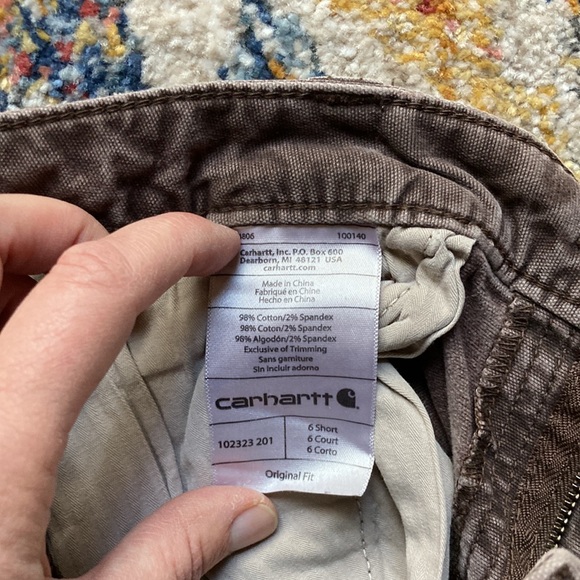 100140
Carhartt, Inc. P.O. Box 600
Dearborn, MI 48121 USA
carhartt.com
Made in China
Fabriqué en Chine
Hecho en China
98% Cotton/2% Spandex
98% Coton/2% Spandex
98% Algodón/2% Spandex
Exclusive of Trimming
Sans garniture
Sin incluir adorno
carhartt
102323 201
6 Short
6 Court
6 Corto
Original Fit